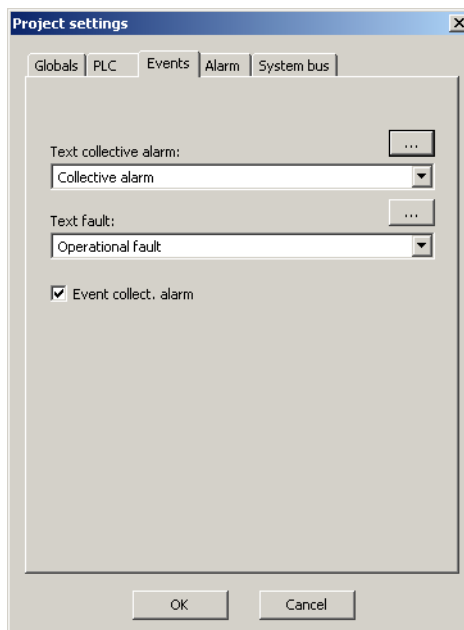 Project settings
Globals PLC Events Alarm System bus
...
Text collective alarm:
Collective alarm
...
Text fault:
Operational fault
Event collect. alarm
OK Cancel